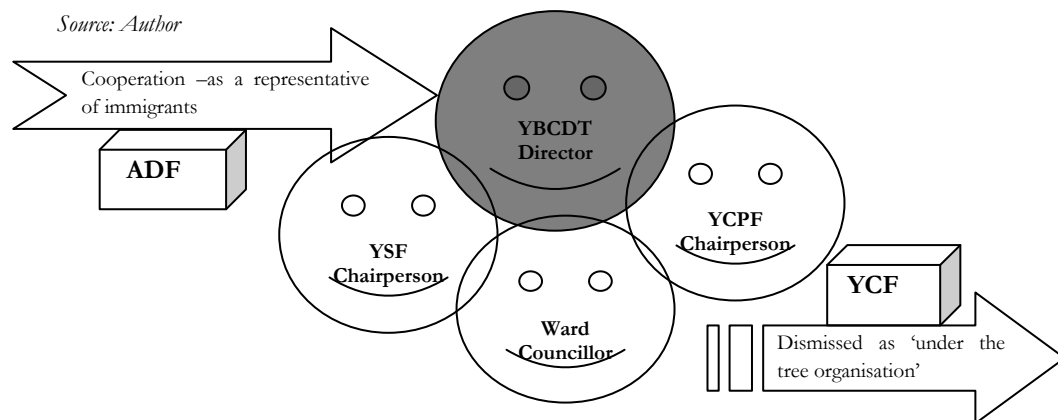 Source: Author
Cooperation –as a representative
of immigrants
ADF
YBCDT
Director
YSF
Chairperson
YCPF
Chairperson
Ward
Councillor
YCF
Dismissed as ‘under the
tree organisation’